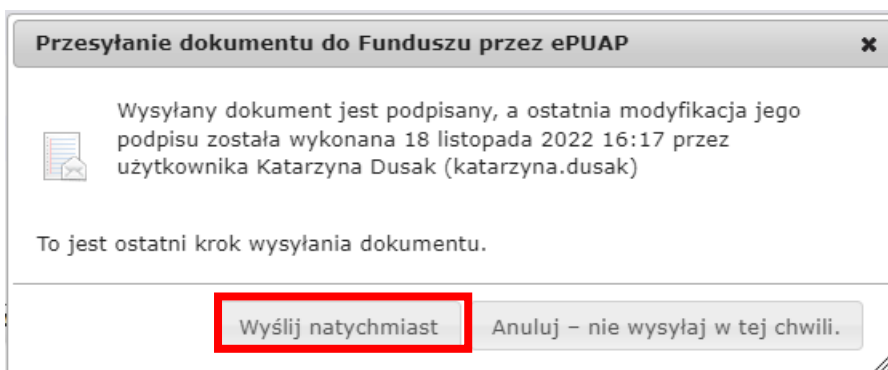 Przesyłanie dokumentu do Funduszu przez ePUAP
Wysyłany dokument jest podpisany, a ostatnia modyfikacja jego
podpisu została wykonana 18 listopada 2022 16:17 przez
użytkownika Katarzyna Dusak (katarzyna.dusak)
To jest ostatni krok wysyłania dokumentu.
Wyślij natychmiast
Anuluj – nie wysyłaj w tej chwili.